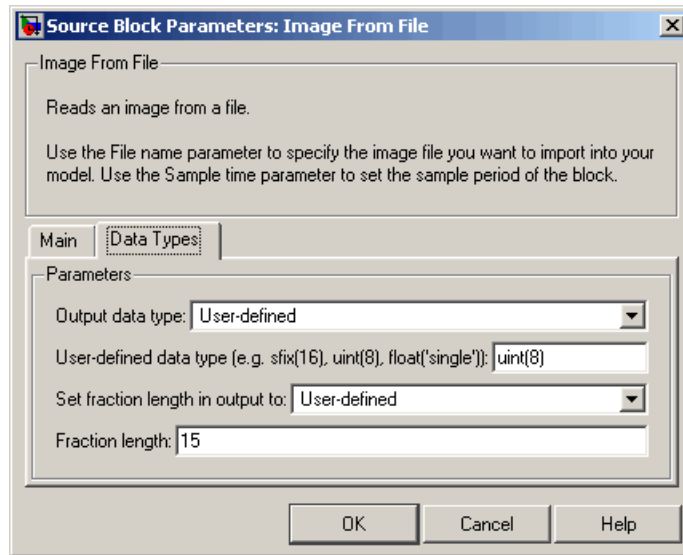 Source Block Parameters: Image From File
Image From File
Reads an image from a file.
Use the File name parameter to specify the image file you want to import into your
model. Use the Sample time parameter to set the sample period of the block.
Main Data Types
Parameters
Output data type: User-defined
User-defined data type (e.g. sfix(16), uint(8), float('single')): uint(8)
Set fraction length in output to: User-defined
Fraction length: 15
OK Cancel Help